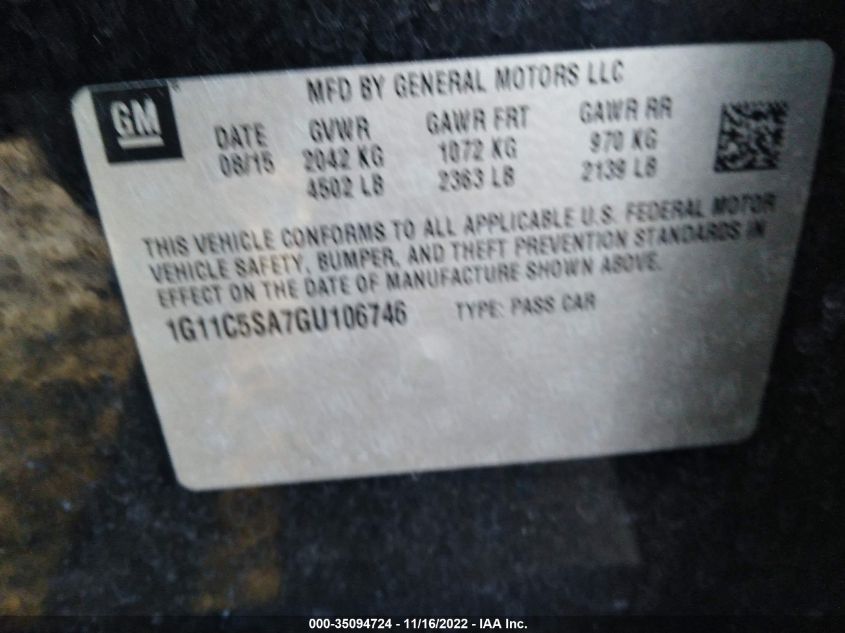 GM
MFD BY GENERAL MOTORS LLC
DATE GVWR GAWR FRT GAWR RR
08/15 2042 KG 1072 KG 970 KG
4502 LB 2363 LB 2139 LB
THIS VEHICLE CONFORMS TO ALL APPLICABLE U.S. FEDERAL MOTOR
VEHICLE SAFETY, BUMPER, AND THEFT PREVENTION STANDARDS IN
EFFECT ON THE DATE OF MANUFACTURE SHOWN ABOVE.
1G11C5SA7GU106746 TYPE: PASS CAR
000-35094724 - 11/16/2022 - IAA Inc.